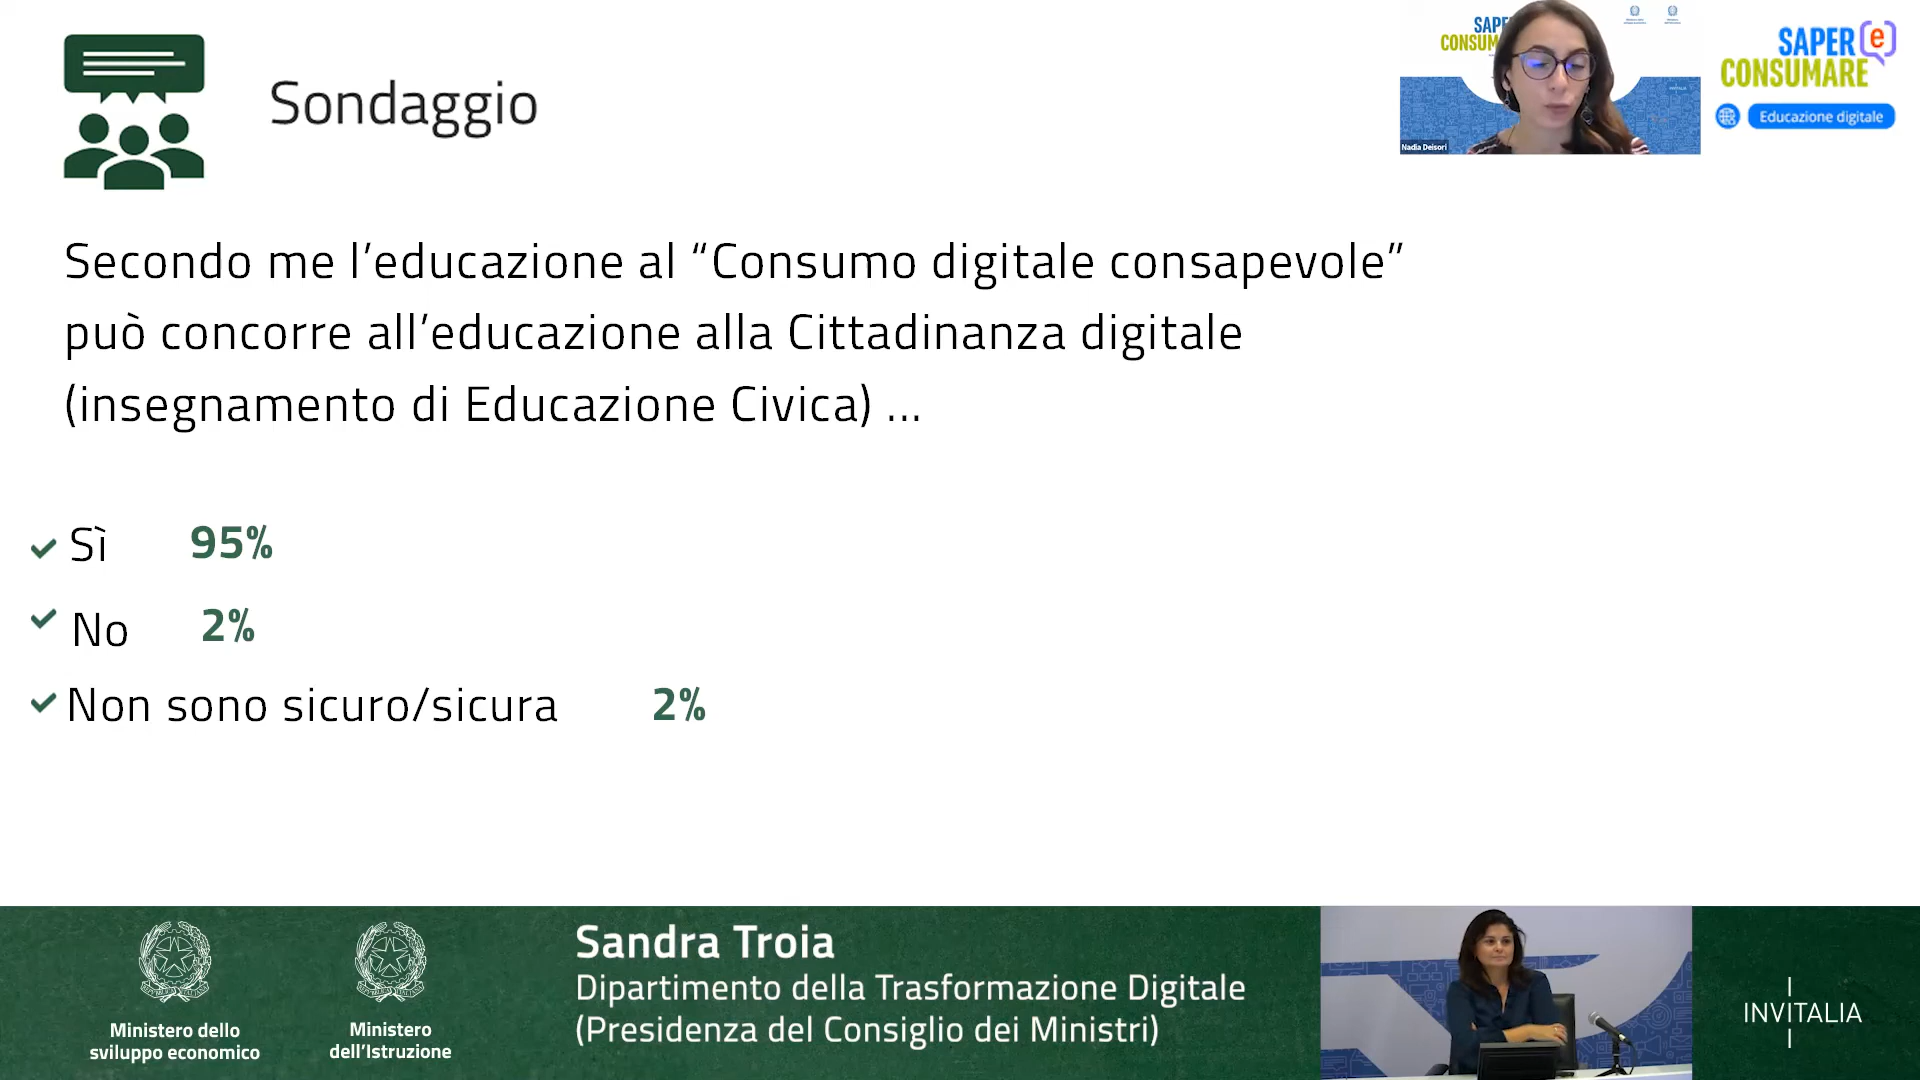 Sondaggio
SAPER
CONSUM
Nadia Deisori
SAPER e
CONSUMARE
Educazione digitale
Secondo me l’educazione al “Consumo digitale consapevole”
può concorre all’educazione alla Cittadinanza digitale
(insegnamento di Educazione Civica) ...
Sì 95%
No 2%
Non sono sicuro/sicura 2%
Ministero dello
sviluppo economico
Ministero
dell’Istruzione
Sandra Troia
Dipartimento della Trasformazione Digitale
(Presidenza del Consiglio dei Ministri)
INVITALIA